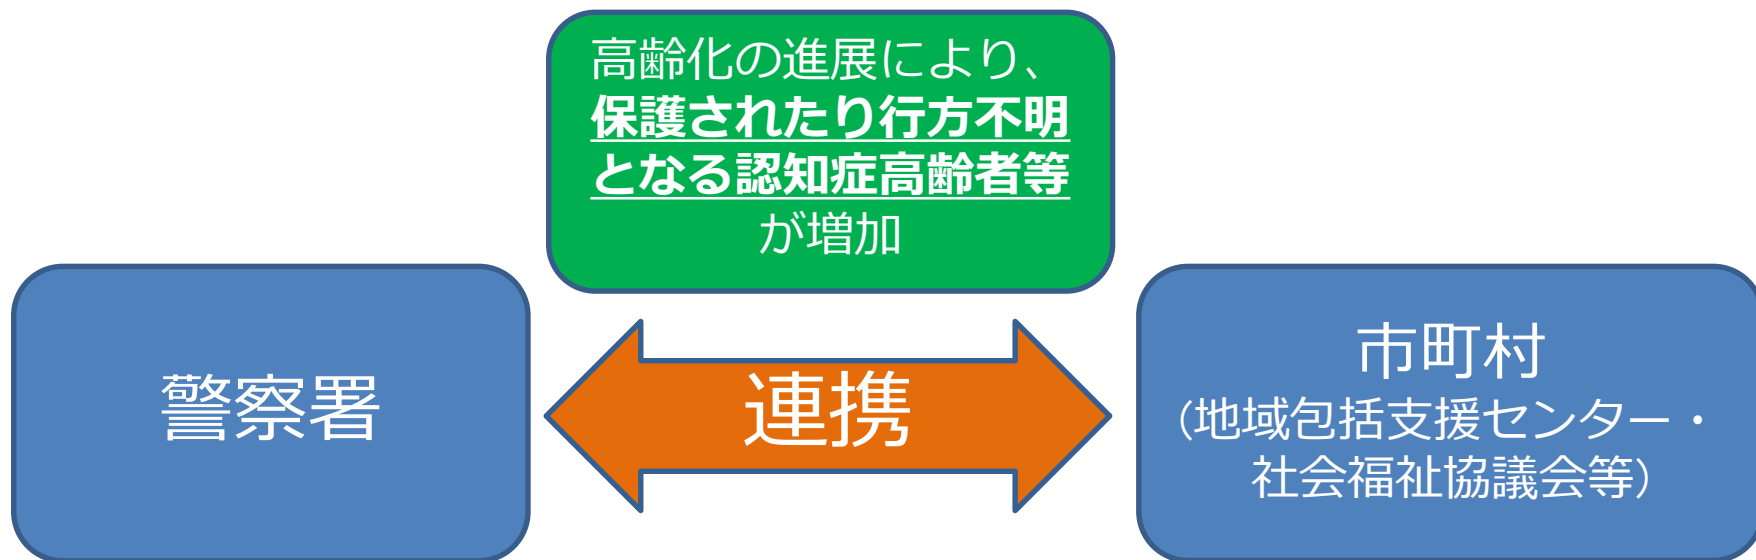 高齢化の進展により、
保護されたり行方不明
となる認知症高齢者等
が増加
警察署
連携
市町村
（地域包括支援センター・
社会福祉協議会等）